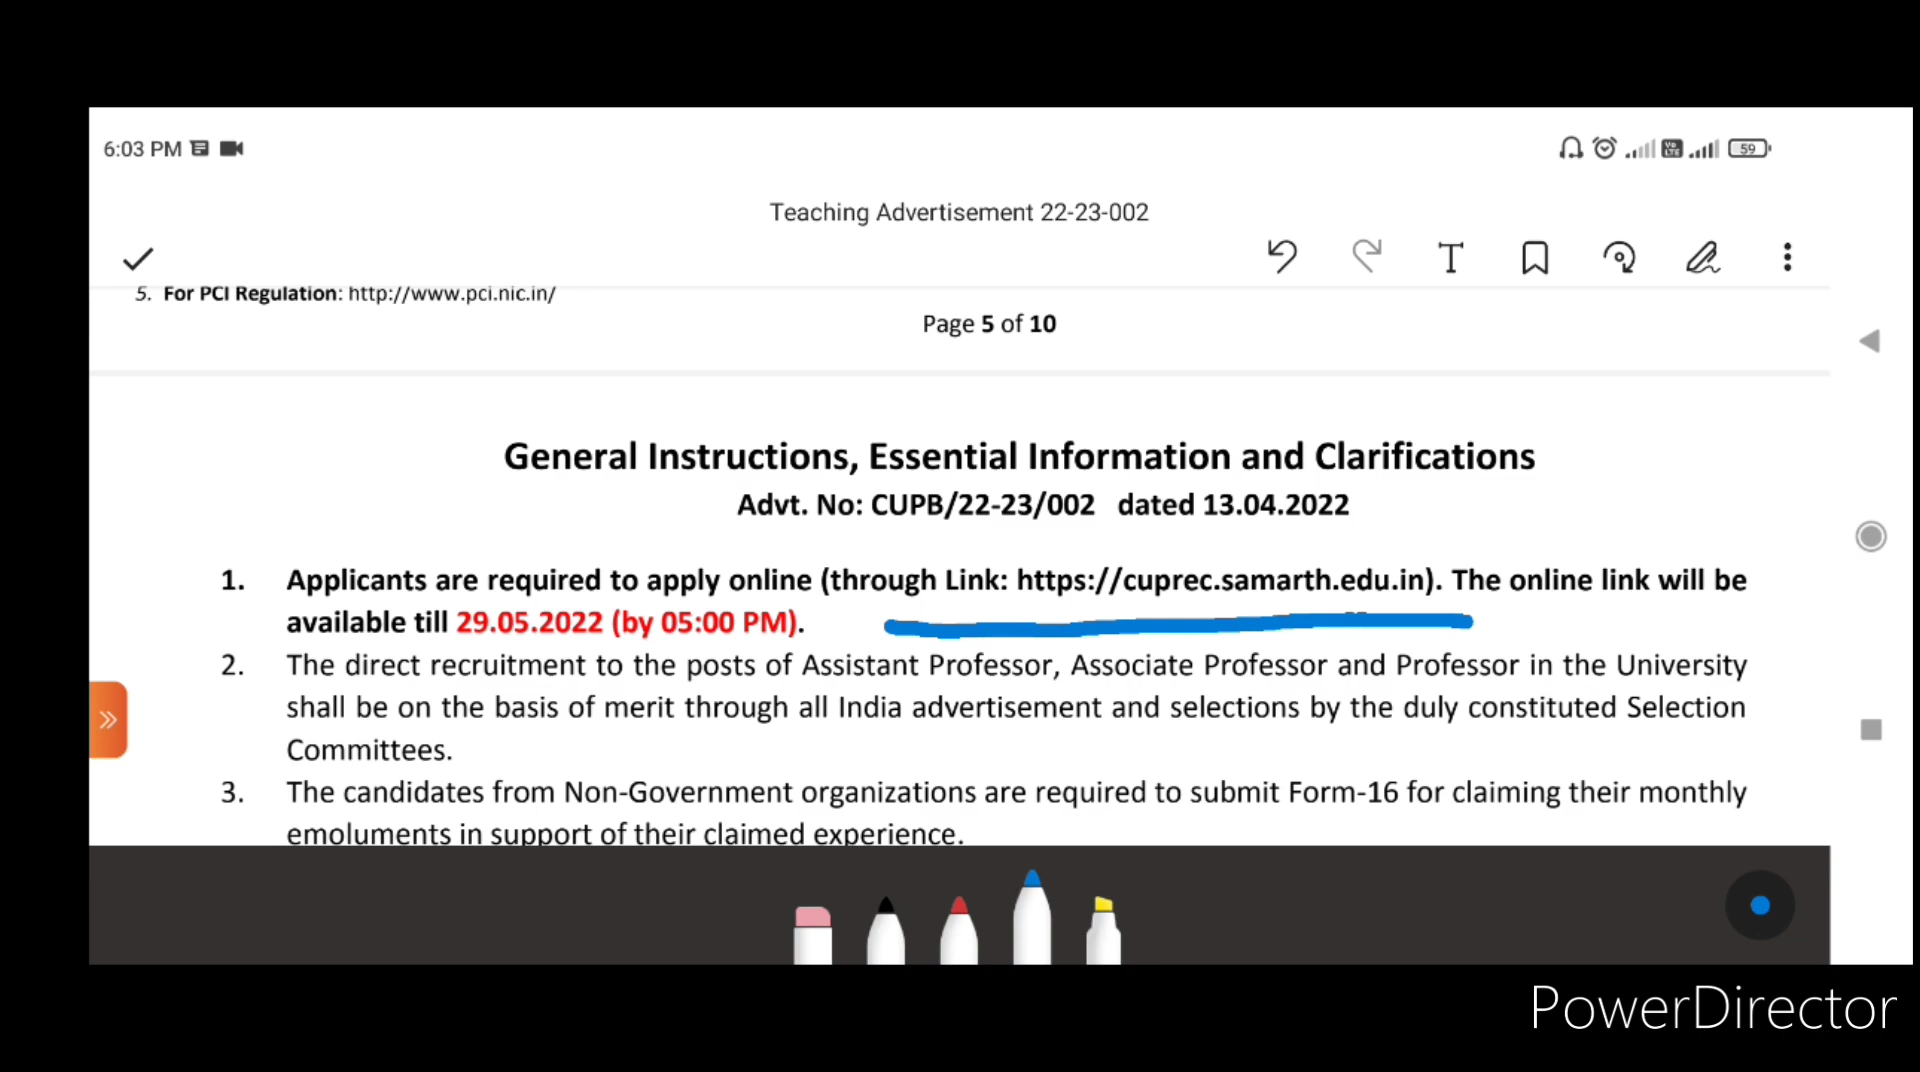 6:03 PM
59
Teaching Advertisement 22-23-002
5. For PCI Regulation: http://www.pci.nic.in/
Page 5 of 10
General Instructions, Essential Information and Clarifications
Advt. No: CUPB/22-23/002 dated 13.04.2022
1. Applicants are required to apply online (through Link: https://cuprec.samarth.edu.in). The online link will be
available till 29.05.2022 (by 05:00 PM).
2. The direct recruitment to the posts of Assistant Professor, Associate Professor and Professor in the University
shall be on the basis of merit through all India advertisement and selections by the duly constituted Selection
Committees.
3. The candidates from Non-Government organizations are required to submit Form-16 for claiming their monthly
emoluments in support of their claimed experience.
PowerDirector